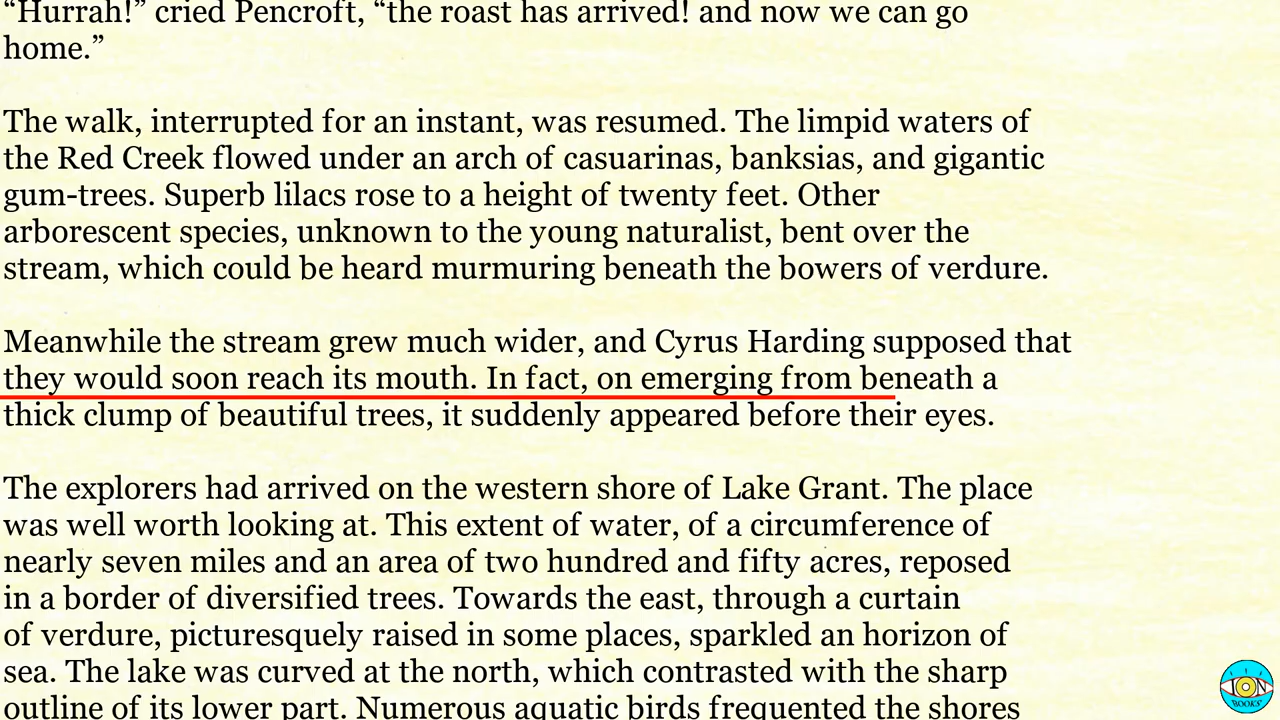 “Hurrah!” cried Pencroft, “the roast has arrived! and now we can go
home.”
The walk, interrupted for an instant, was resumed. The limpid waters of
the Red Creek flowed under an arch of casuarinas, banksias, and gigantic
gum-trees. Superb lilacs rose to a height of twenty feet. Other
arborescent species, unknown to the young naturalist, bent over the
stream, which could be heard murmuring beneath the bowers of verdure.
Meanwhile the stream grew much wider, and Cyrus Harding supposed that
they would soon reach its mouth. In fact, on emerging from beneath a
thick clump of beautiful trees, it suddenly appeared before their eyes.
The explorers had arrived on the western shore of Lake Grant. The place
was well worth looking at. This extent of water, of a circumference of
nearly seven miles and an area of two hundred and fifty acres, reposed
in a border of diversified trees. Towards the east, through a curtain
of verdure, picturesquely raised in some places, sparkled an horizon of
sea. The lake was curved at the north, which contrasted with the sharp
outline of its lower part. Numerous aquatic birds frequented the shores
ION
BOOKS